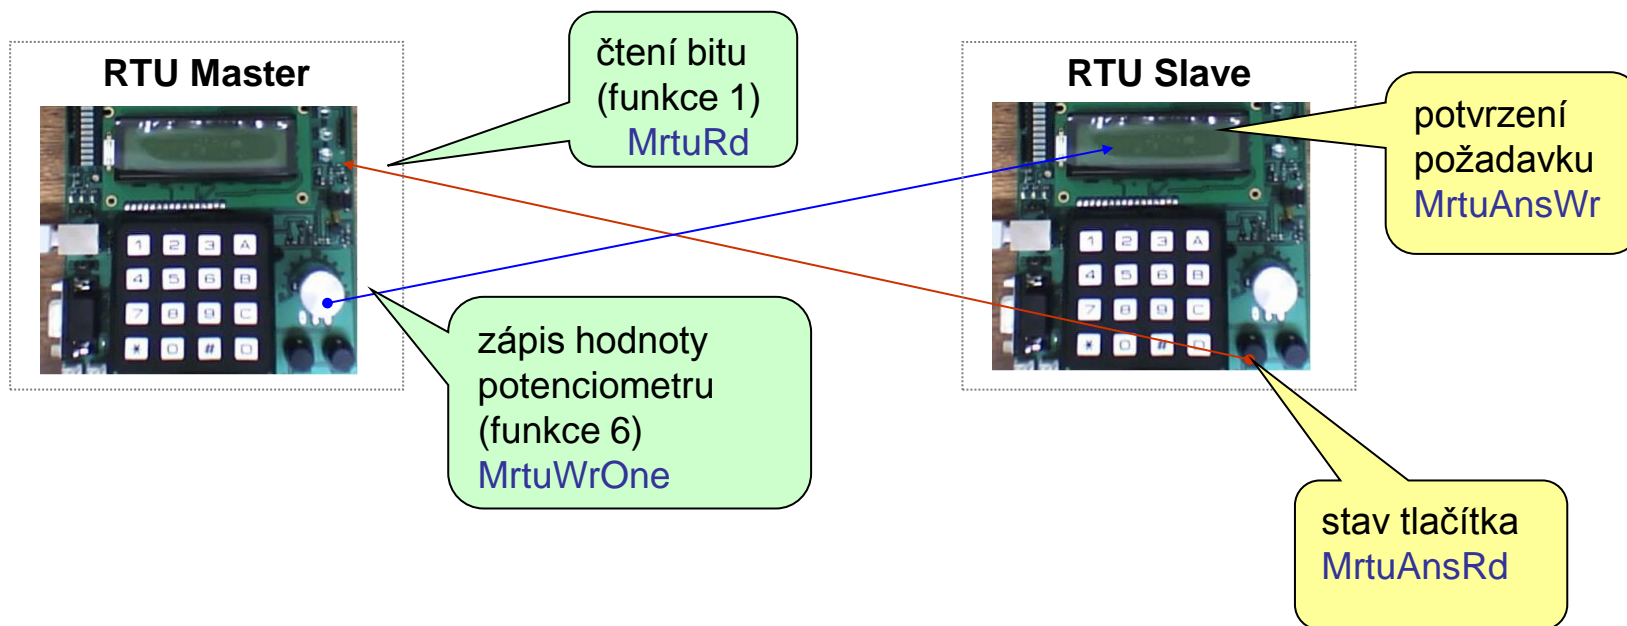 RTU Master
čtení bitu
(funkce 1)
MrtuRd
zápis hodnoty
potenciometru
(funkce 6)
MrtuWrOne
1 2 3 A
4 5 6 B
7 8 9 C
* 0 # D
RTU Slave
potvrzení
požadavku
MrtuAnsWr
stav tlačítka
MrtuAnsRd
1 2 3 A
4 5 6 B
7 8 9 C
* 0 # D